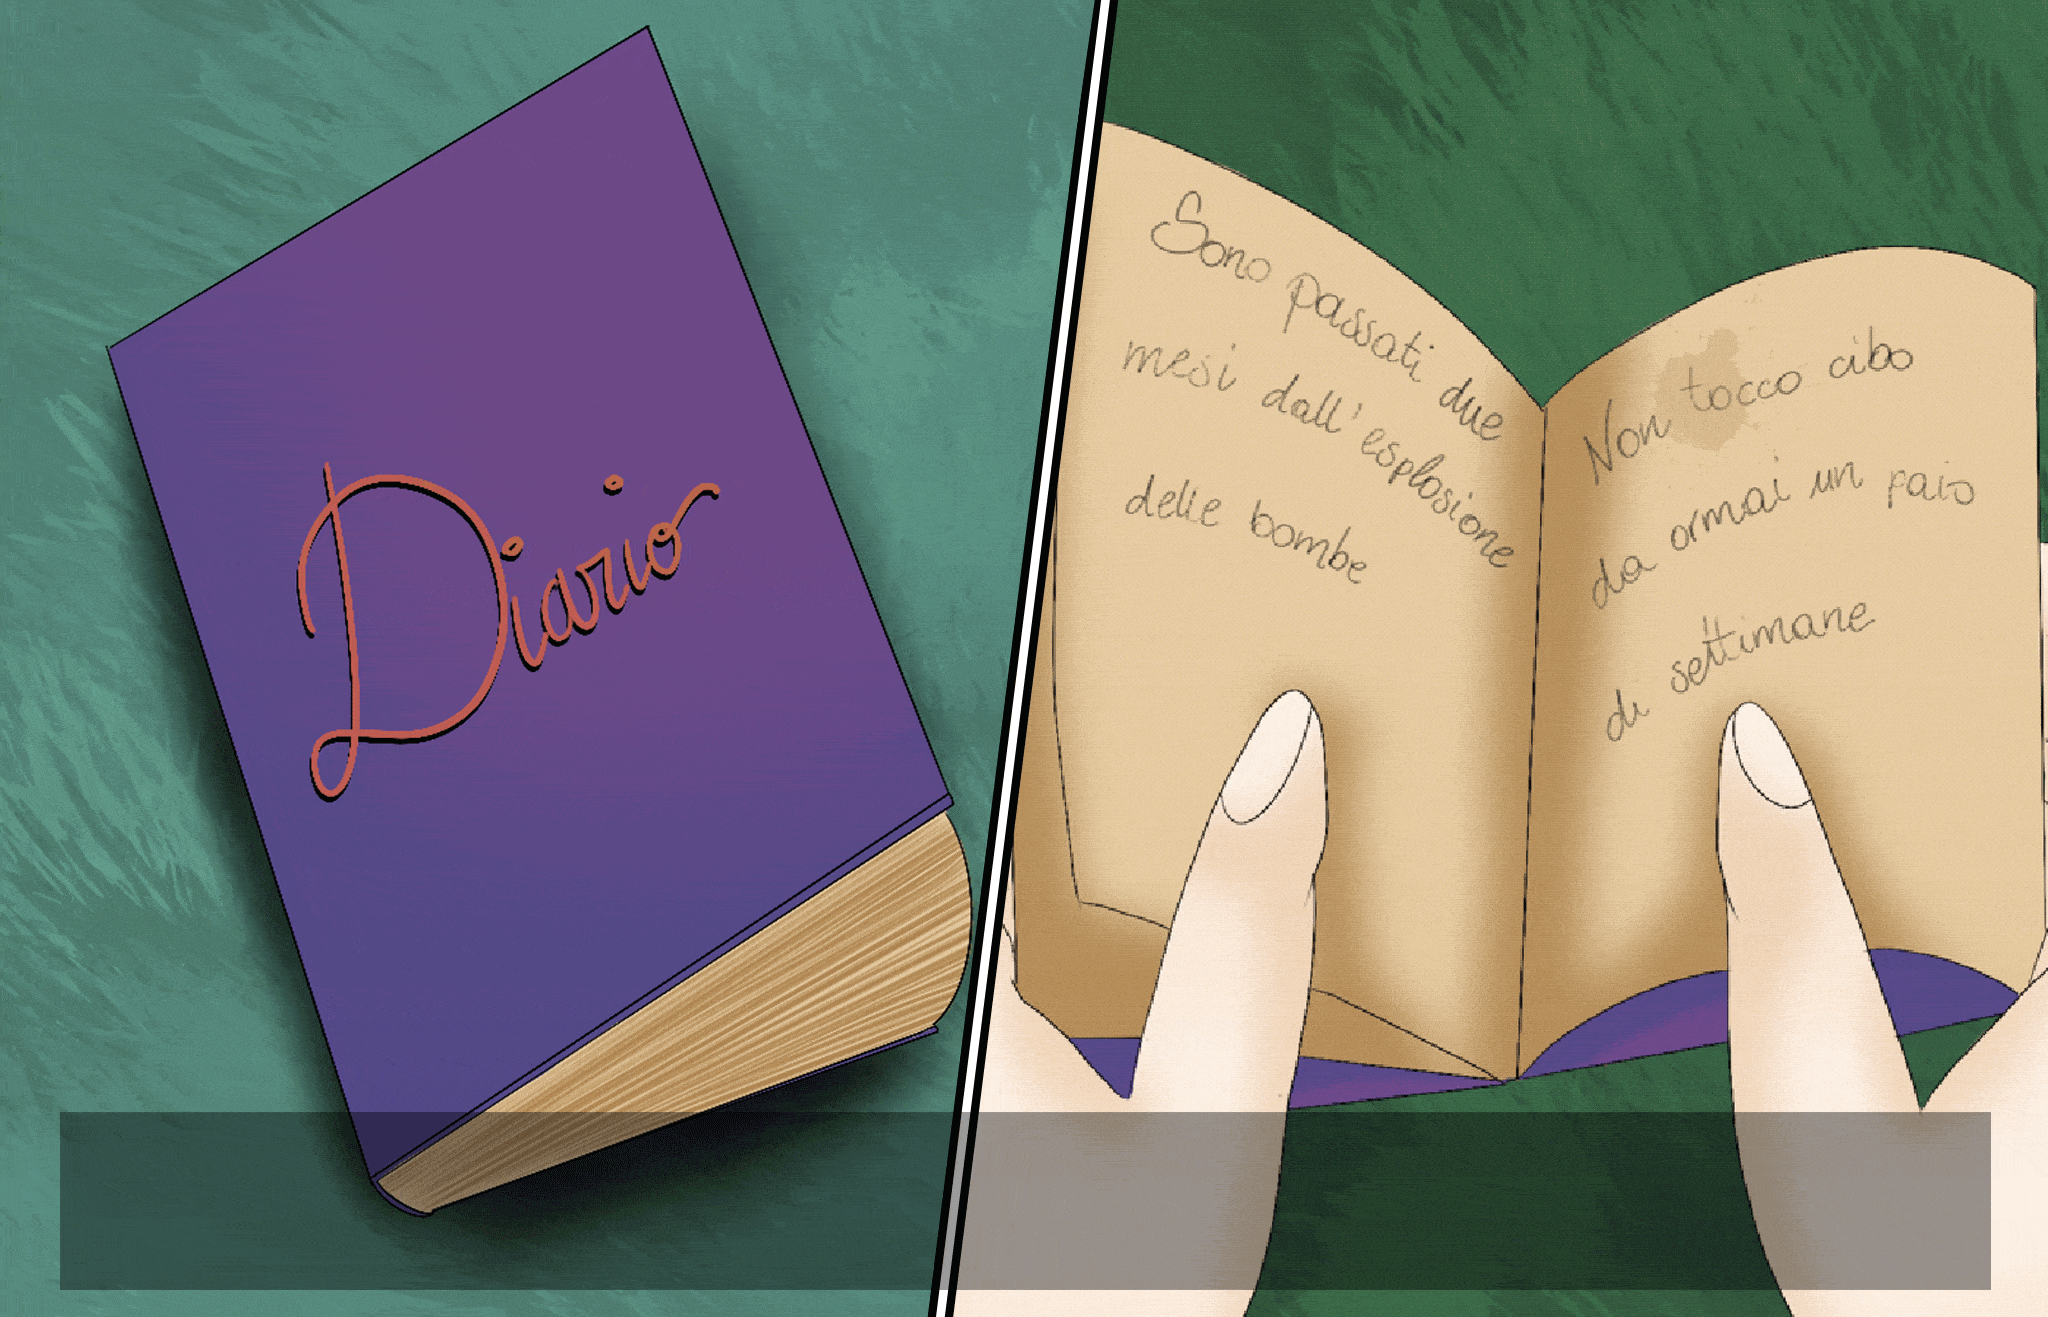 Diario
Sono passati due
mesi dall'esplosione
delle bombe
Non tocco cibo
da ormai un paio
di settimane